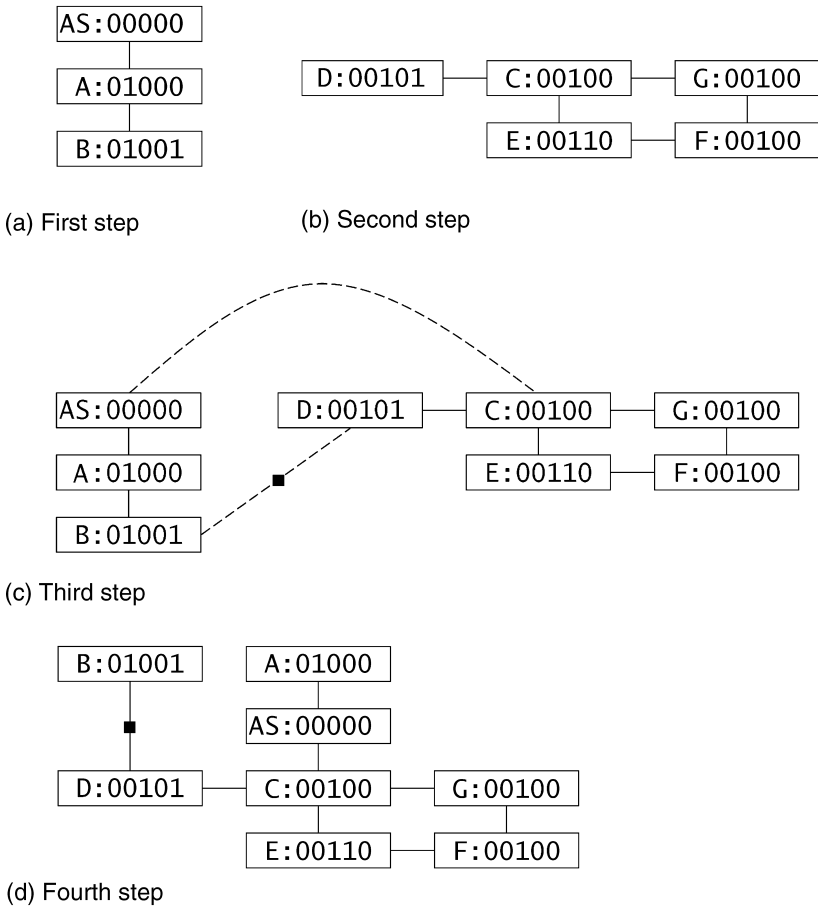 AS:00000
A:01000
B:01001
(a) First step
D:00101 C:00100 G:00100
E:00110 F:00100
(b) Second step
AS:00000 D:00101 C:00100 G:00100
A:01000 E:00110 F:00100
B:01001
(c) Third step
B:01001 A:01000
AS:00000
D:00101 C:00100 G:00100
E:00110 F:00100
(d) Fourth step